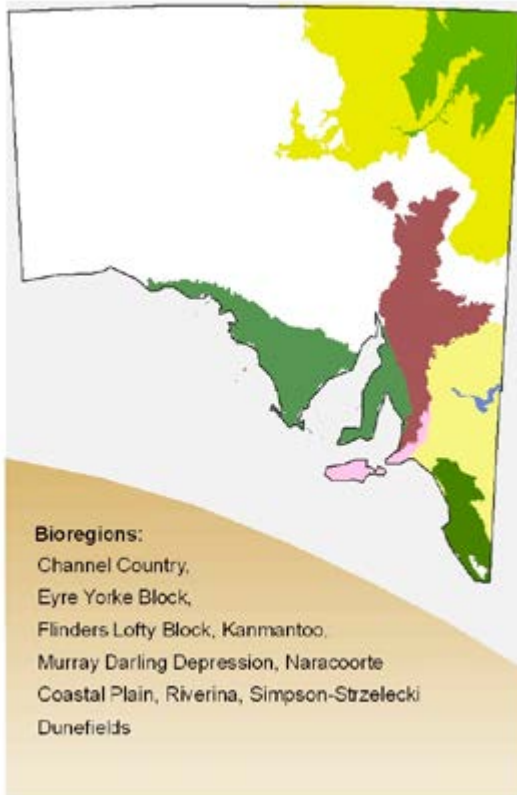 Bioregions:
Channel Country,
Eyre Yorke Block,
Flinders Lofty Block, Kanmantoo,
Murray Darling Depression, Naracoorte
Coastal Plain, Riverina, Simpson-Strzelecki
Dunefields